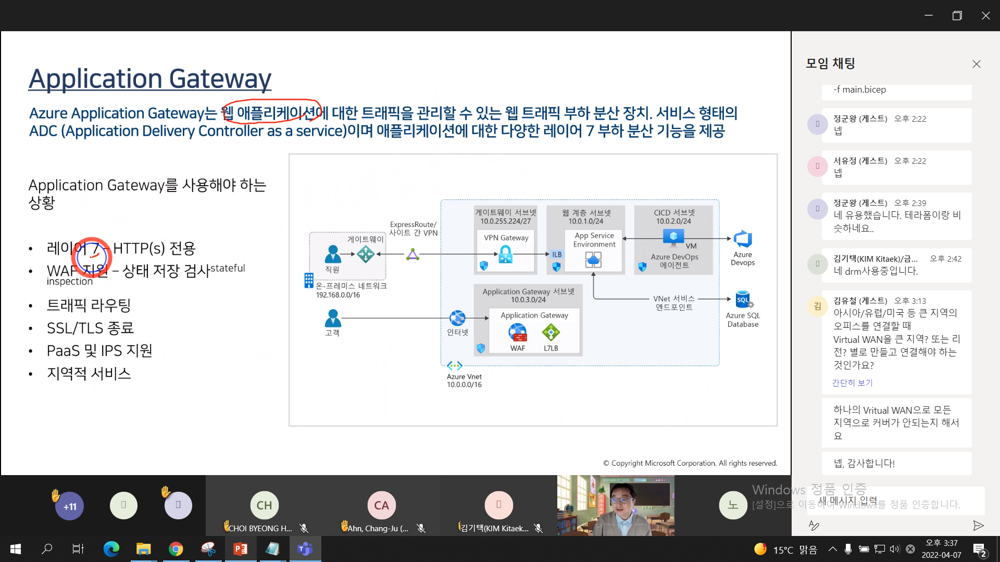 Application Gateway
Azure Application Gateway는 웹 애플리케이션에 대한 트래픽을 관리할 수 있는 웹 트래픽 부하 분산 장치. 서비스 형태의
ADC (Application Delivery Controller as a service)이며 애플리케이션에 대한 다양한 레이어 7 부하 분산 기능을 제공
Application Gateway를 사용해야 하는
상황
• 레이어 7 – HTTP(s) 전용
• WAF 지원 – 상태 저장 검사stateful
inspection
• 트래픽 라우팅
• SSL/TLS 종료
• PaaS 및 IPS 지원
• 지역적 서비스
게이트웨이
직원
온-프레미스 네트워크
192.168.0.0/16
고객
ExpressRoute/
사이트 간 VPN
게이트웨이 서브넷
10.0.255.224/27
VPN Gateway
웹 계층 서브넷
10.0.1.0/24
App Service
Environment
ILB
CICD 서브넷
10.0.2.0/24
VM
Azure DevOps
에이전트
Azure
Devops
인터넷
Application Gateway 서브넷
10.0.3.0/24
Application Gateway
WAF
L7LB
VNet 서비스
엔드포인트
SQL
Azure SQL
Database
Azure Vnet
10.0.0.0/16
© Copyright Microsoft Corporation. All rights reserved.
모임 채팅
-f main.bicep
정군왕 (게스트) 오후 2:22
넵
서유정 (게스트) 오후 2:22
넵
정군왕 (게스트) 오후 2:39
네 유용했습니다. 테라폼이랑 비
슷하네요..
김기택(KIM Kitaek)/금... 오후 2:42
네 drm사용중입니다.
김
김유철 (게스트) 오후 3:13
아시아/유럽/미국 등 큰 지역의
오피스를 연결할 때
Virtual WAN을 큰 지역? 또는 리
전? 별로 만들고 연결해야 하는
것인가요?
간단히 보기
하나의 Vritual WAN으로 모든
지역으로 커버가 안되는지 해서
요
넵, 감사합니다!
Windows 정품 인증
[설정]으로 이동하여 Windows를 정품 인증합니다.
새 메시지 입력
+11
CH
CHOI BYEONG H...
CA
Ahn, Chang-Ju (...
김기택(KIM Kitaek...
노
15°C 맑음
오후 3:37
2022-04-07
2